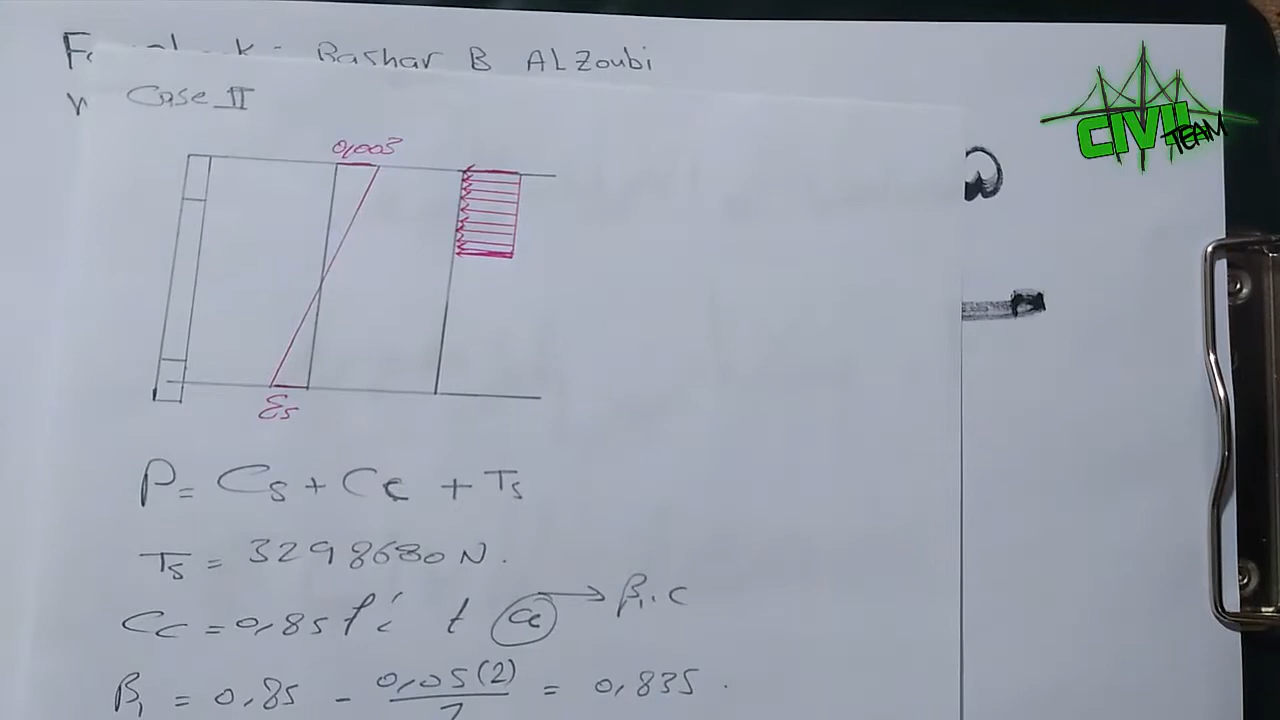 Bashar B ALZoubi
Case II
CIVIL
TEAM
0,003
εs
P = Cs + Cc + Ts
Ts = 3298680 N.
Cc = 0,85 fc' t a → β1.C
β1 = 0,85 - 0,05(2)/7 = 0,835.